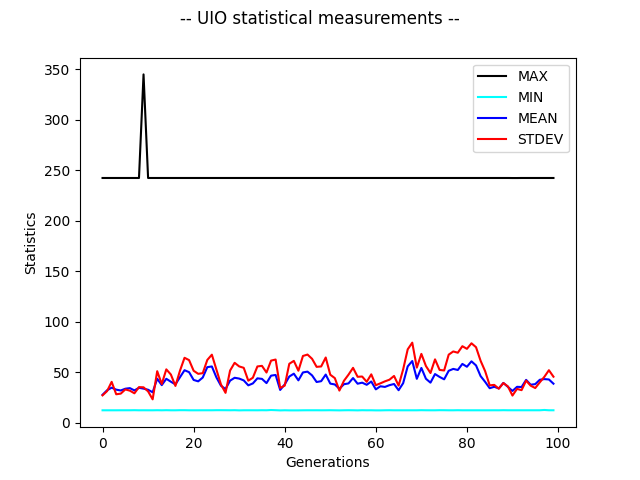 -- UIO statistical measurements --
350
300
250
200
150
100
50
0
Statistics
MAX
MIN
MEAN
STDEV
0 20 40 60 80 100
Generations